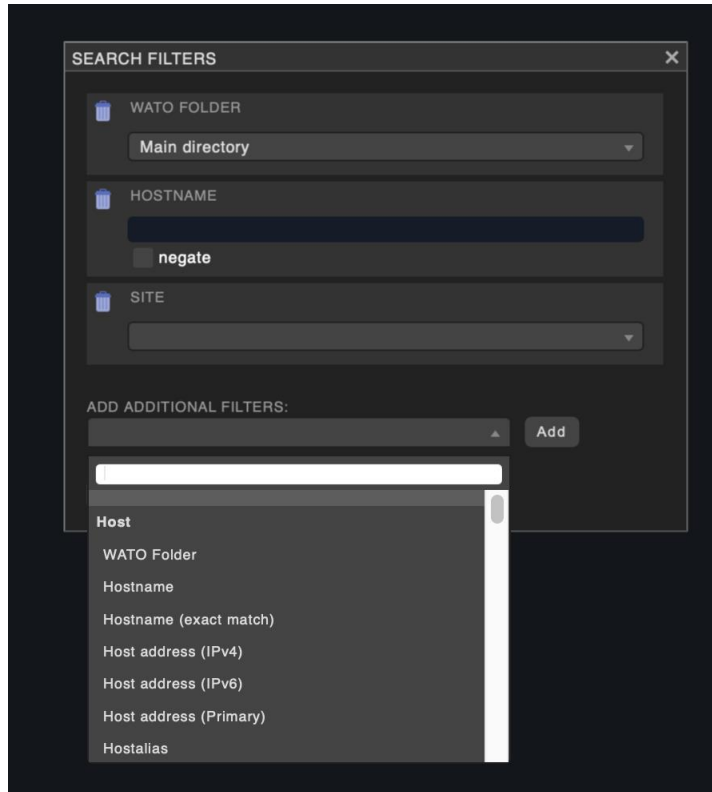 SEARCH FILTERS
WATO FOLDER
Main directory
HOSTNAME
negate
SITE
ADD ADDITIONAL FILTERS:
Add
Host
WATO Folder
Hostname
Hostname (exact match)
Host address (IPv4)
Host address (IPv6)
Host address (Primary)
Hostalias